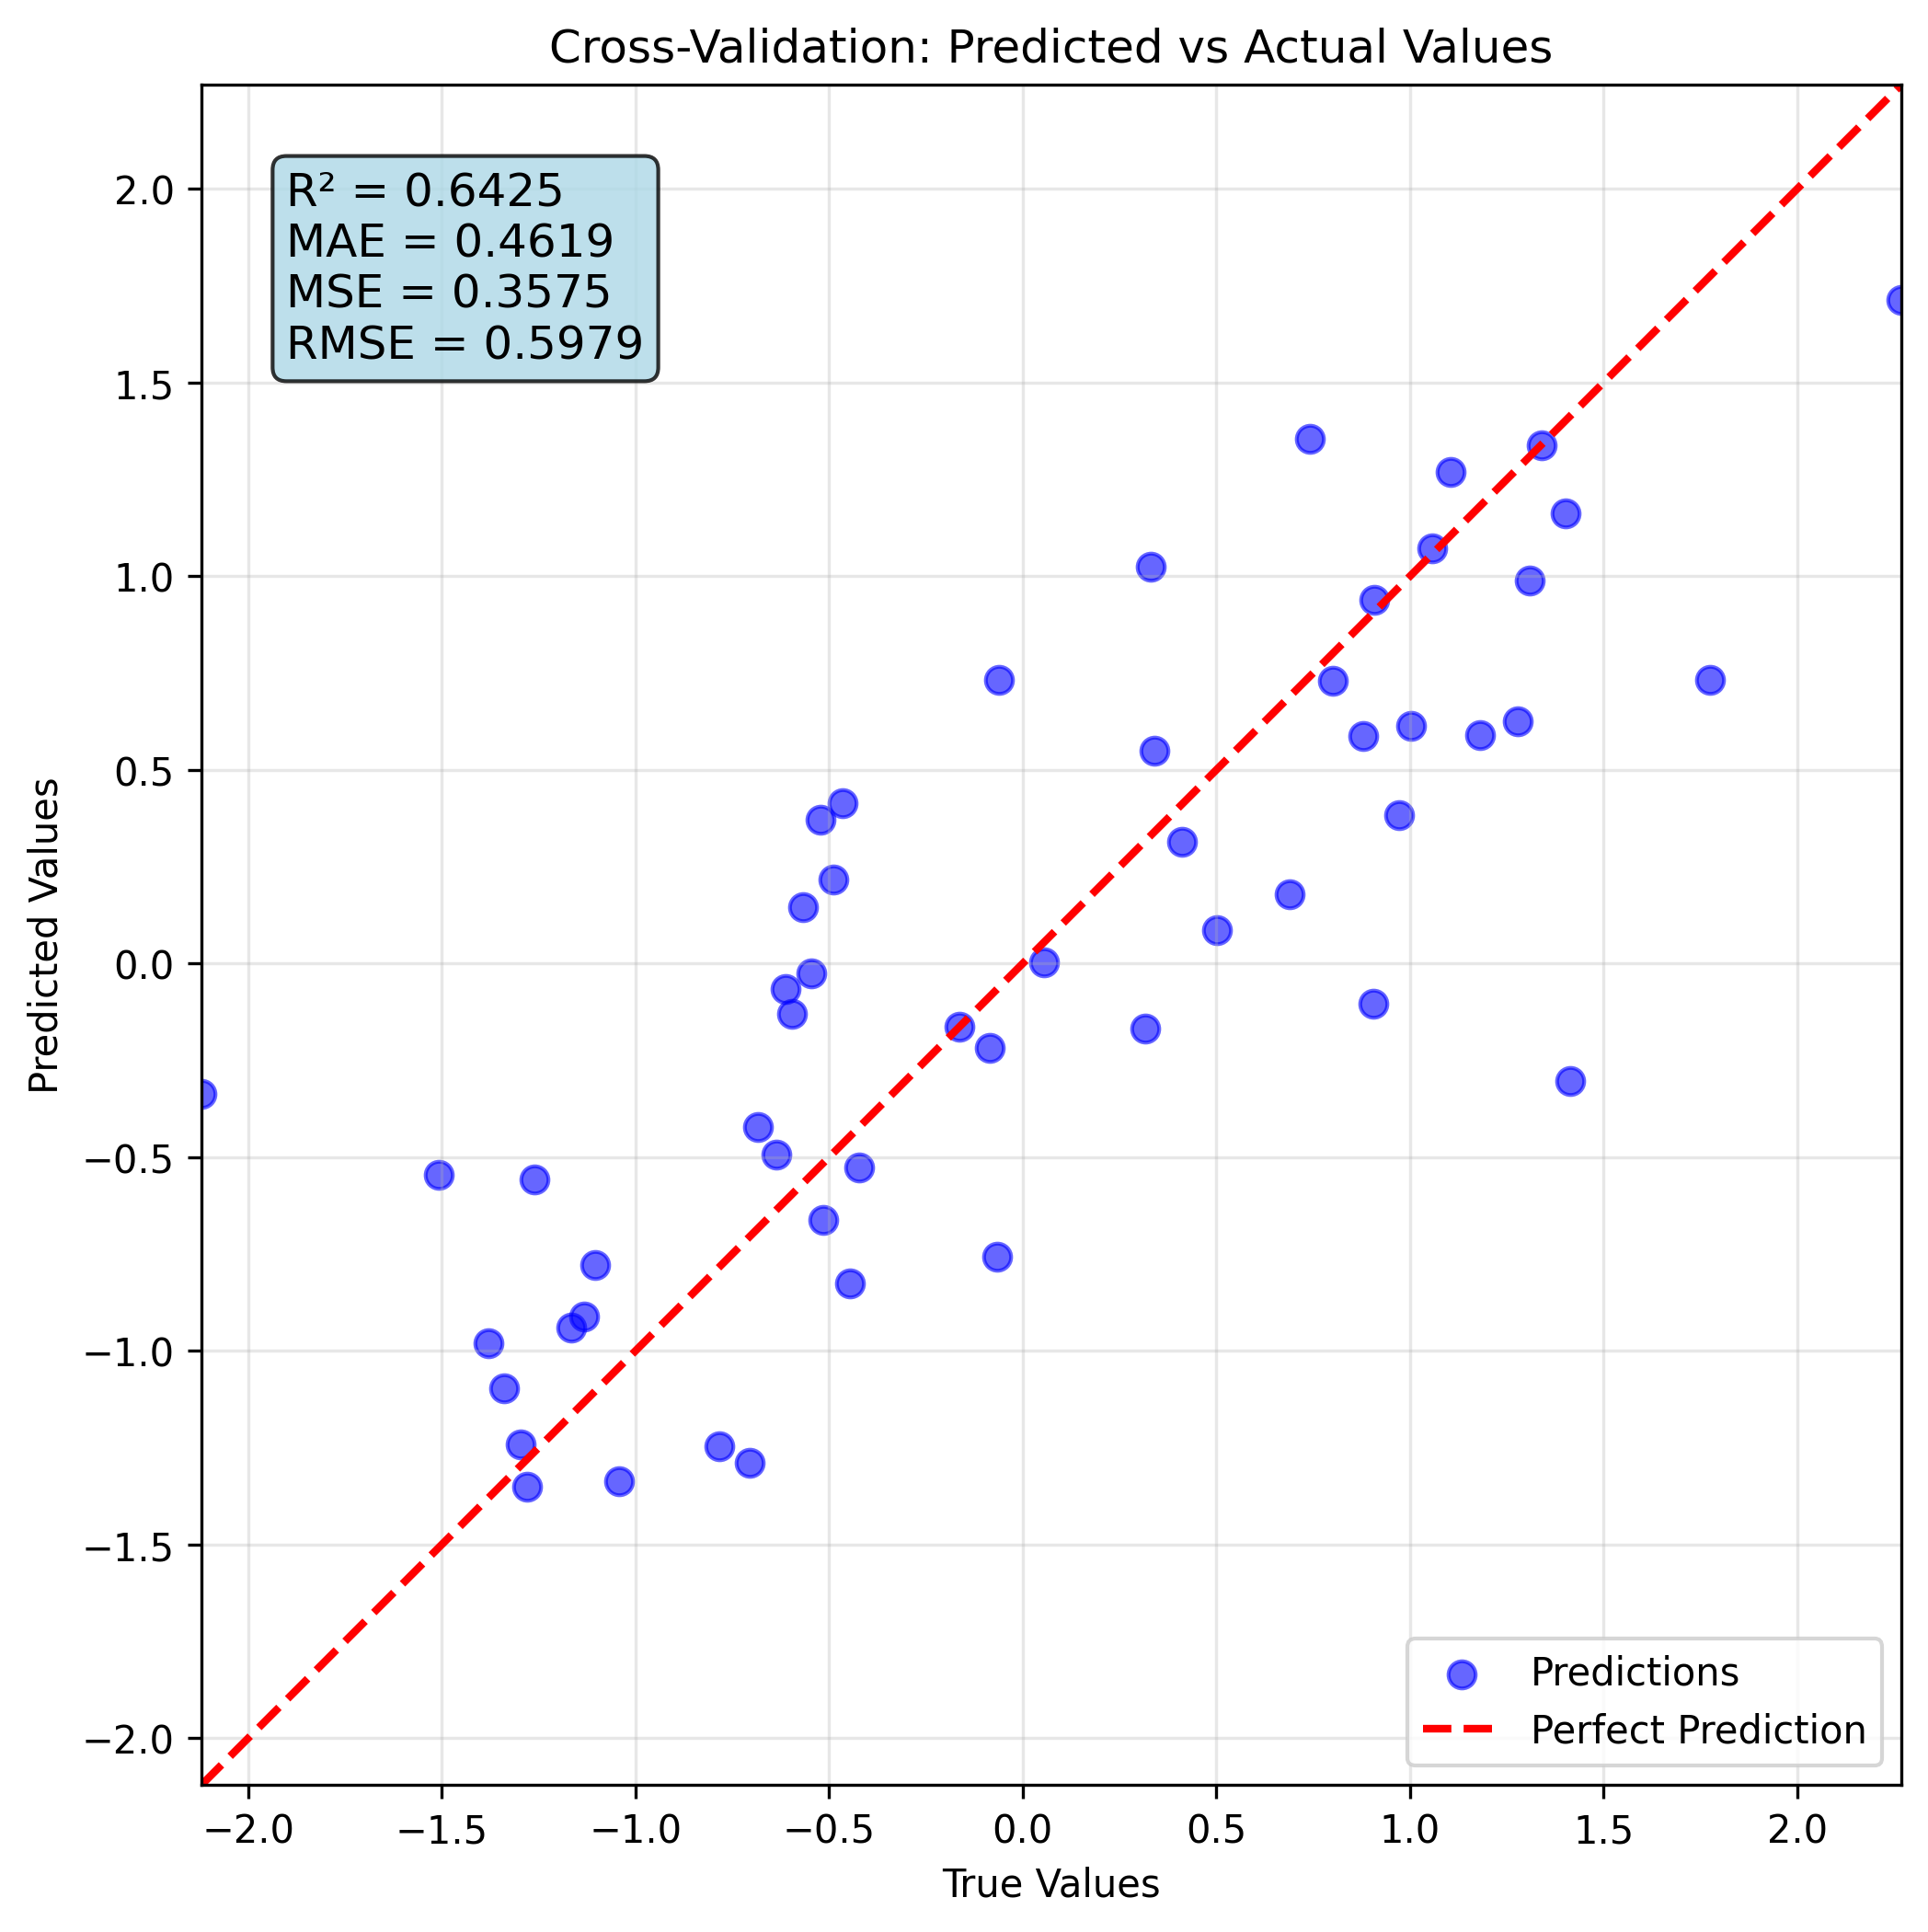 Cross-Validation: Predicted vs Actual Values
R² = 0.6425
MAE = 0.4619
MSE = 0.3575
RMSE = 0.5979
2.0
1.5
1.0
0.5
0.0
−0.5
−1.0
−1.5
−2.0
Predicted Values
Predictions
Perfect Prediction
−2.0 −1.5 −1.0 −0.5 0.0 0.5 1.0 1.5 2.0
True Values